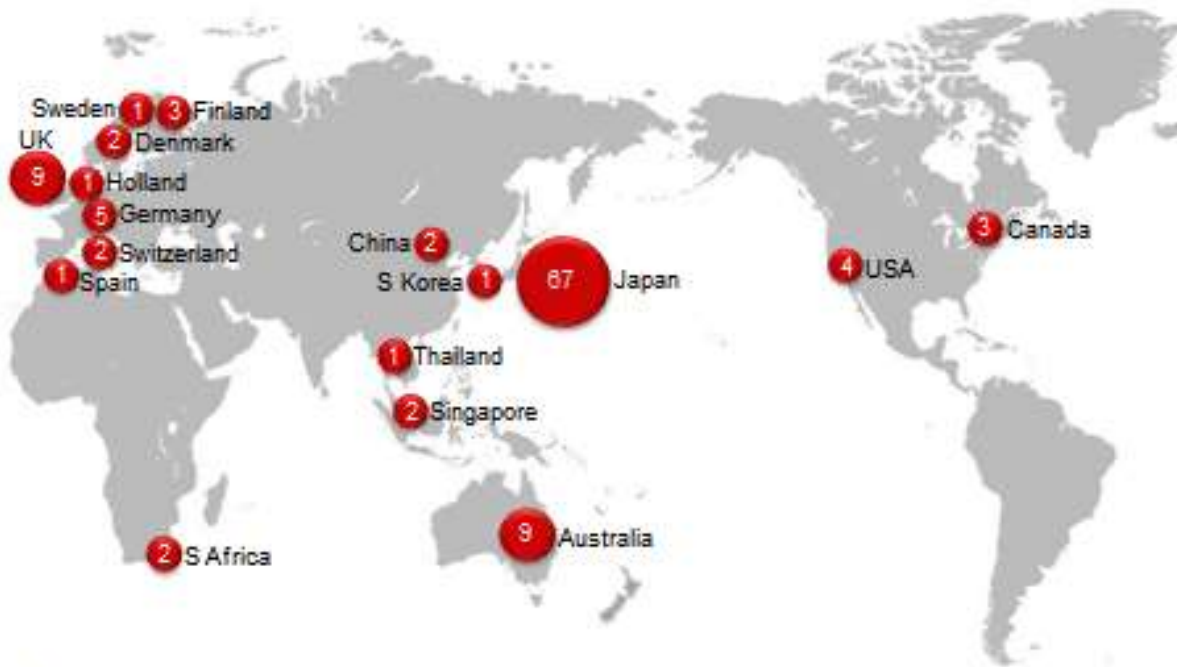 Sweden 1 3 Finland
UK
2 Denmark
9
1 Holland
5 Germany
2 Switzerland
1
Spain
China 2
S Korea 1
67 Japan
3 Canada
4 USA
1 Thailand
2 Singapore
9 Australia
2 S Africa